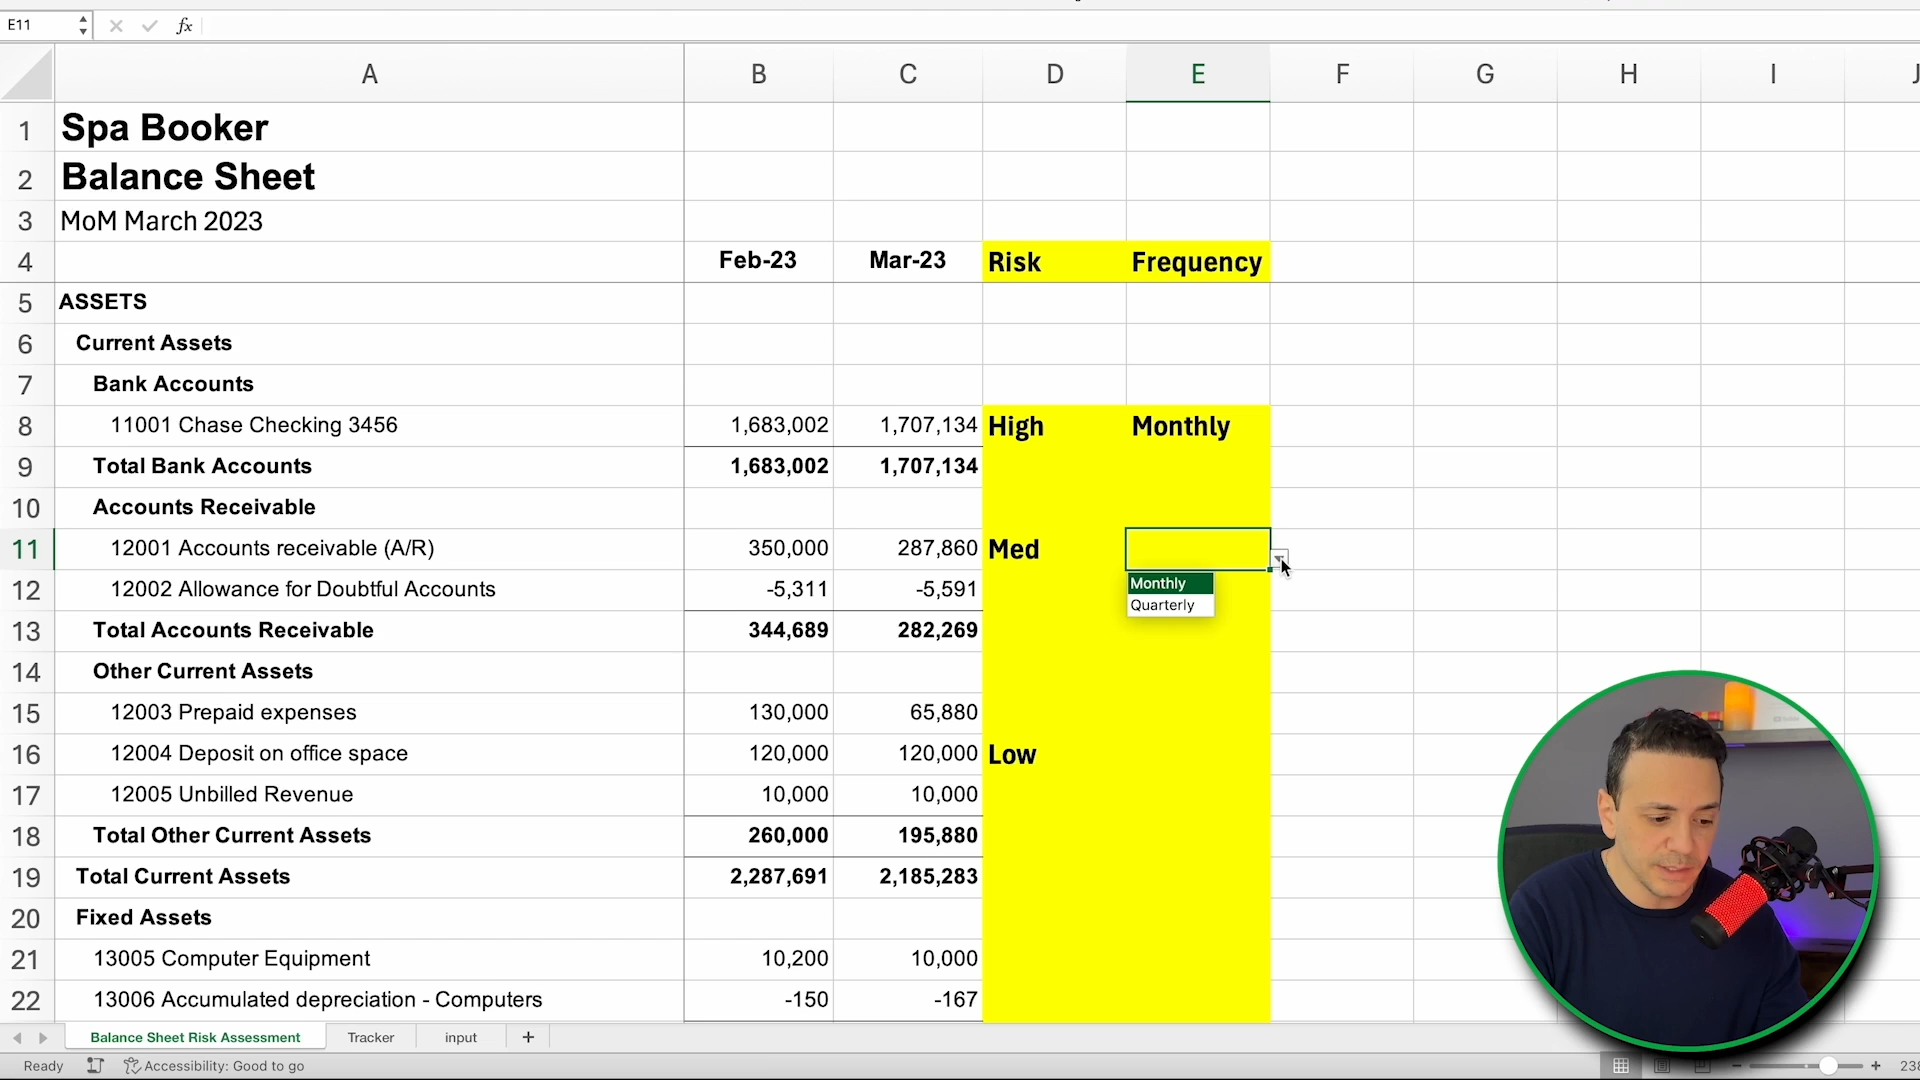 E11 fx
A B C D E F G H I J
1 Spa Booker
2 Balance Sheet
3 MoM March 2023
4 Feb-23 Mar-23 Risk Frequency
5 ASSETS
6 Current Assets
7 Bank Accounts
8 11001 Chase Checking 3456 1,683,002 1,707,134 High Monthly
9 Total Bank Accounts 1,683,002 1,707,134
10 Accounts Receivable
11 12001 Accounts receivable (A/R) 350,000 287,860 Med
Monthly
12 12002 Allowance for Doubtful Accounts -5,311 -5,591
Quarterly
13 Total Accounts Receivable 344,689 282,269
14 Other Current Assets
15 12003 Prepaid expenses 130,000 65,880
16 12004 Deposit on office space 120,000 120,000 Low
17 12005 Unbilled Revenue 10,000 10,000
18 Total Other Current Assets 260,000 195,880
19 Total Current Assets 2,287,691 2,185,283
20 Fixed Assets
21 13005 Computer Equipment 10,200 10,000
22 13006 Accumulated depreciation - Computers -150 -167
Balance Sheet Risk Assessment Tracker input +
Ready Accessibility: Good to go - + 238